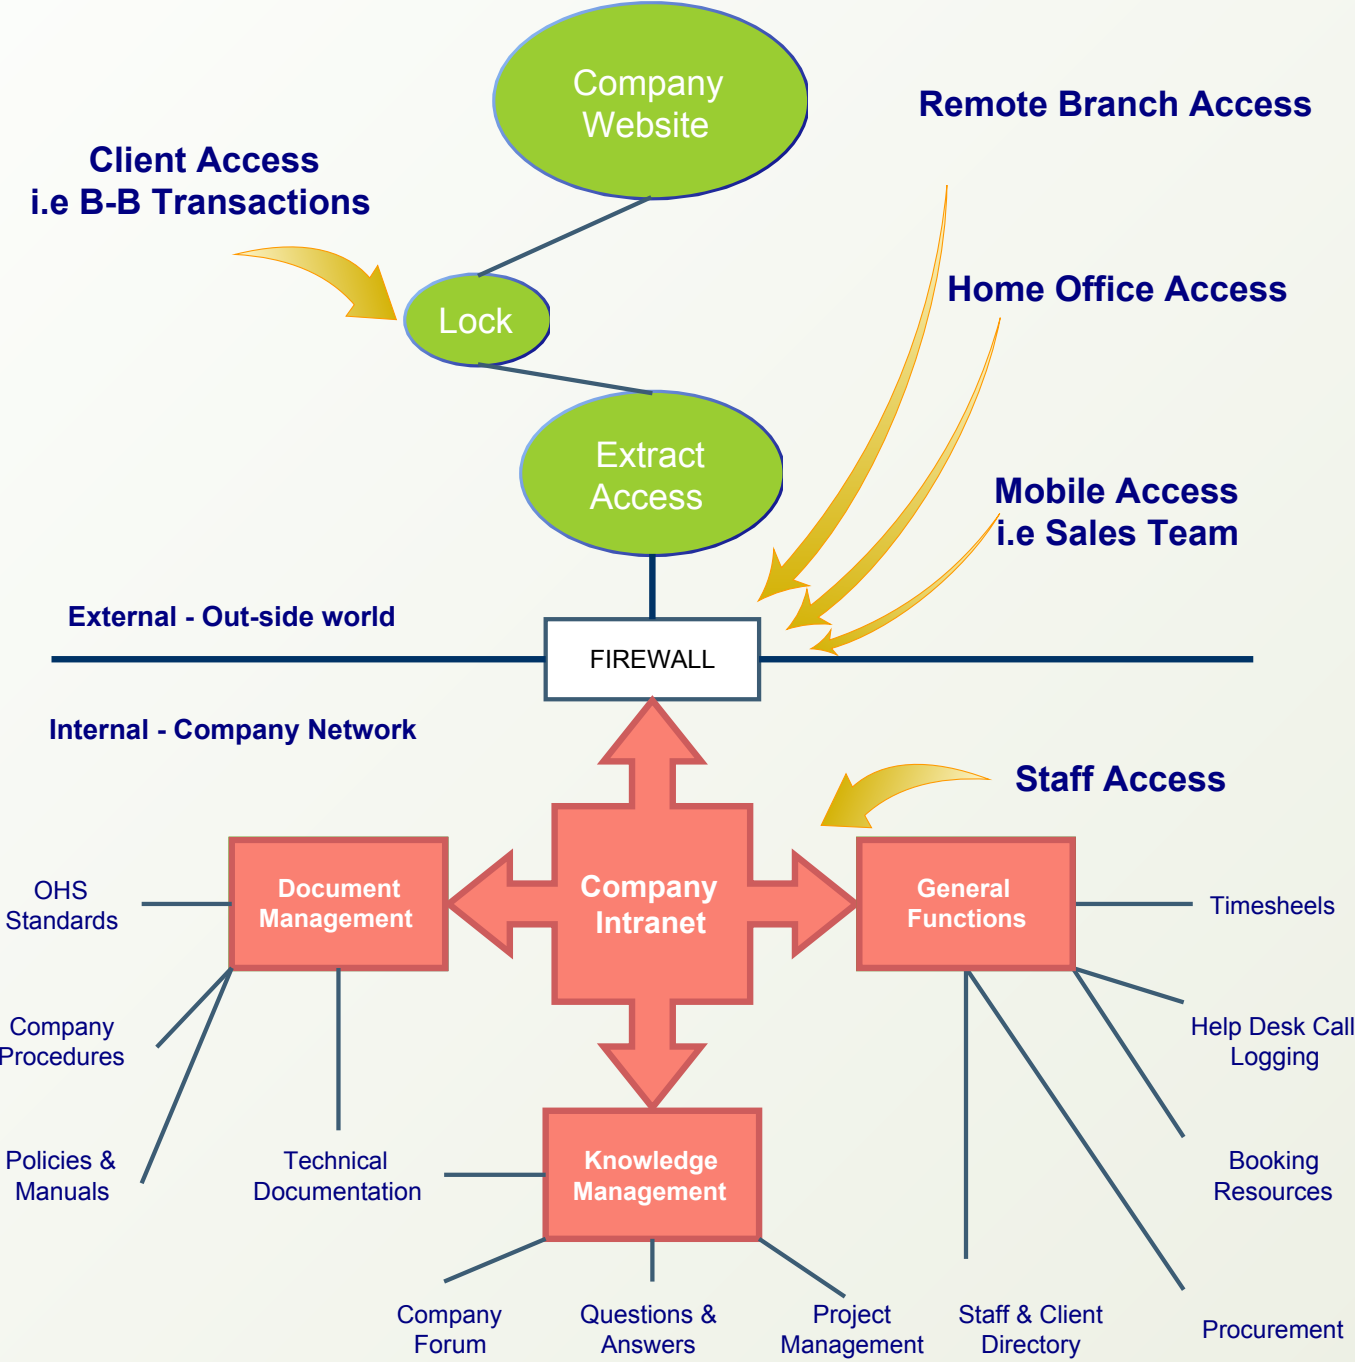 Company
Website
Remote Branch Access
Client Access
i.e B-B Transactions
Home Office Access
Lock
Extract
Access
Mobile Access
i.e Sales Team
External - Out-side world
FIREWALL
Internal - Company Network
Staff Access
Document
Management
Company
Intranet
General
Functions
OHS
Standards
Timesheels
Company
Procedures
Help Desk Call
Logging
Policies &
Manuals
Technical
Documentation
Knowledge
Management
Booking
Resources
Company
Forum
Questions &
Answers
Project
Management
Staff & Client
Directory
Procurement